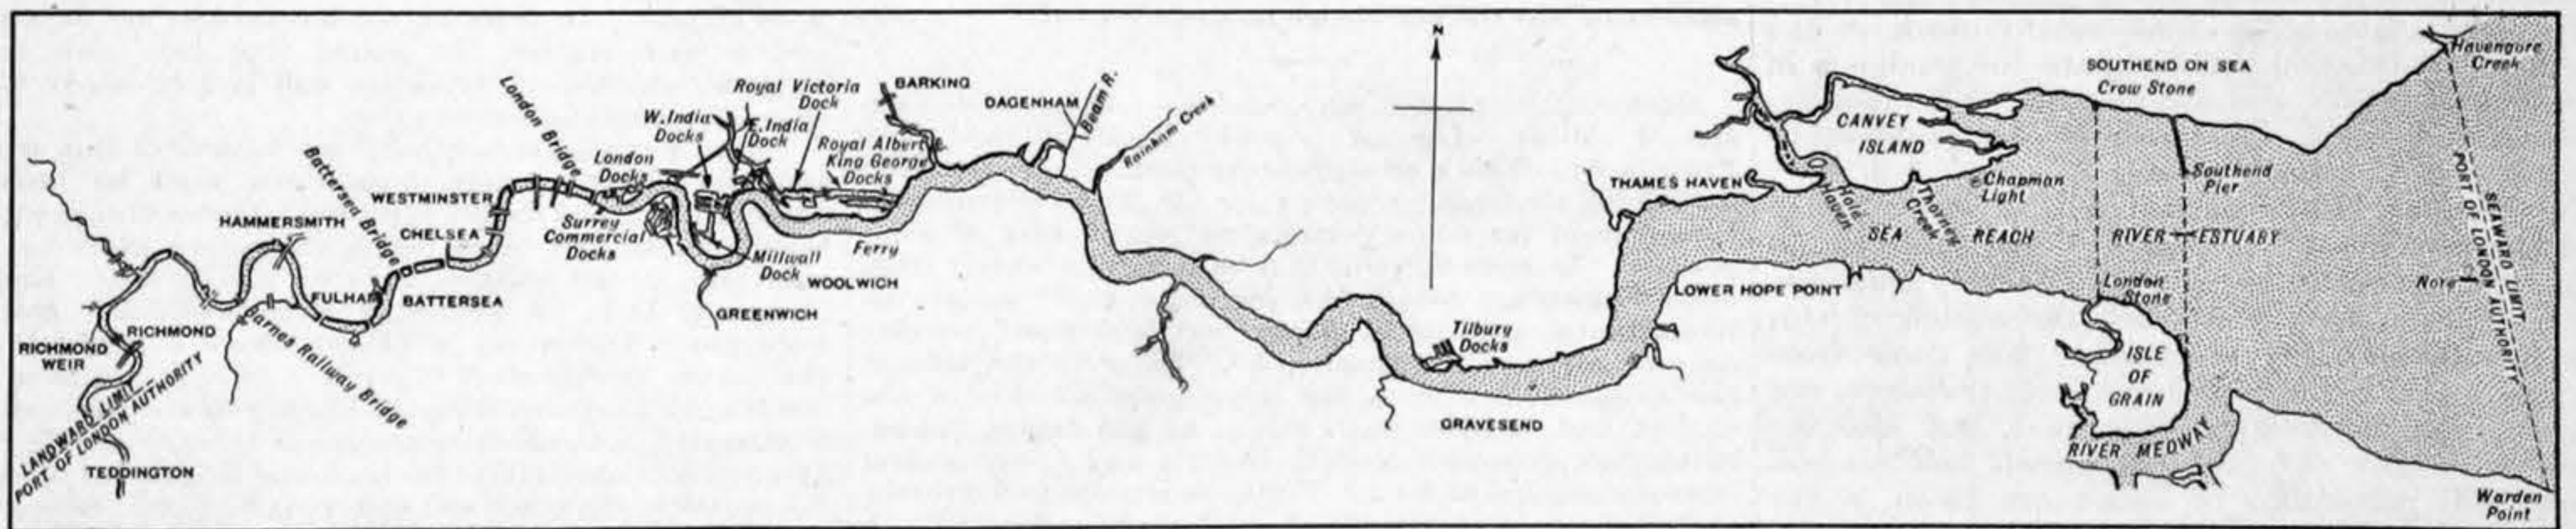 LANDWARD LIMIT
PORT OF LONDON AUTHORITY
TEDDINGTON
RICHMOND
WEIR
RICHMOND
HAMMERSMITH
FULHAM
Barnes Railway Bridge
Battersea Bridge
BATTERSEA
CHELSEA
WESTMINSTER
London Bridge
London
Docks
Surrey
Commercial
Docks
W. India
Docks
E. India
Dock
Royal Victoria
Dock
Royal Albert
King George
Docks
Millwall
Dock
GREENWICH
WOOLWICH
Ferry
BARKING
DAGENHAM
Beam R.
Rainham Creek
N
Tilbury
Docks
GRAVESEND
LOWER HOPE POINT
THAMES HAVEN
Hole
Haven
CANVEY
ISLAND
Thorney
Creek
Chapman
Light
SEA REACH
SOUTHEND ON SEA
Crow Stone
Southend
Pier
RIVER ESTUARY
London
Stone
ISLE
OF
GRAIN
RIVER MEDWAY
Nore
Havengore
Creek
SEAWARD LIMIT
PORT OF LONDON AUTHORITY
Warden
Point